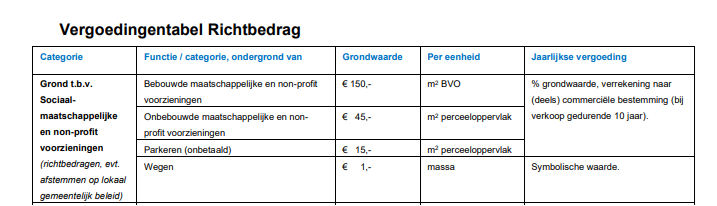 Vergoedingentabel Richtbedrag
Categorie Functie / categorie, ondergrond van Grondwaarde Per eenheid Jaarlijkse vergoeding
Grond t.b.v.
Sociaal-
maatschappelijke
en non-profit
voorzieningen
(richtbedragen, evt.
afstemmen op lokaal
gemeentelijk beleid)
Bebouwde maatschappelijke en non-profit
voorzieningen
€ 150,-
m² BVO
% grondwaarde, verrekening naar
(deels) commerciële bestemming (bij
verkoop gedurende 10 jaar).
Onbebouwde maatschappelijke en non-
profit voorzieningen
€ 45,-
m² perceeloppervlak
Parkeren (onbetaald)
€ 15,-
m² perceeloppervlak
Wegen
€ 1,-
massa
Symbolische waarde.